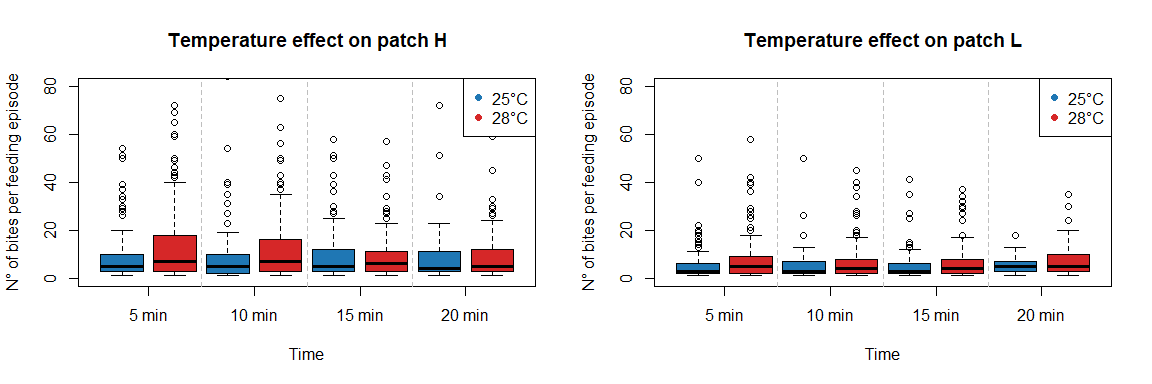 Temperature effect on patch H
N° of bites per feeding episode
80
60
40
20
0
25°C
28°C
5 min
10 min
15 min
20 min
Time
Temperature effect on patch L
N° of bites per feeding episode
80
60
40
20
0
25°C
28°C
5 min
10 min
15 min
20 min
Time